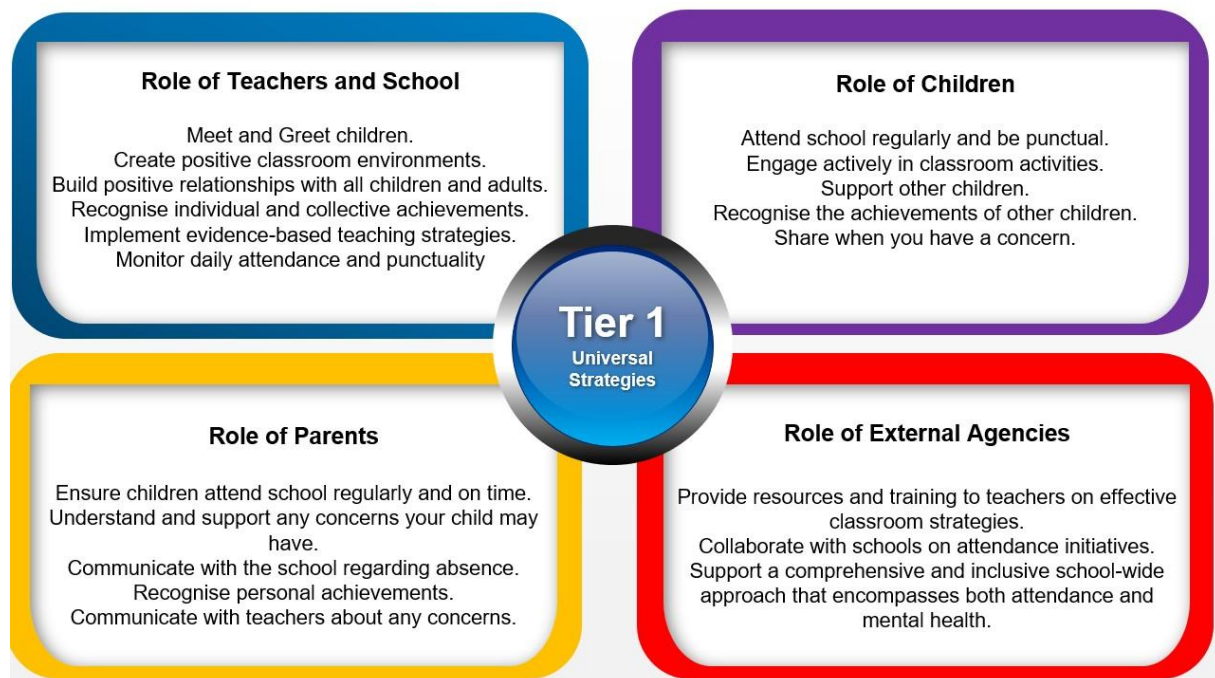 Role of Teachers and School
Meet and Greet children.
Create positive classroom environments.
Build positive relationships with all children and adults.
Recognise individual and collective achievements.
Implement evidence-based teaching strategies.
Monitor daily attendance and punctuality
Role of Children
Attend school regularly and be punctual.
Engage actively in classroom activities.
Support other children.
Recognise the achievements of other children.
Share when you have a concern.
Tier 1
Universal
Strategies
Role of Parents
Ensure children attend school regularly and on time.
Understand and support any concerns your child may
have.
Communicate with the school regarding absence.
Recognise personal achievements.
Communicate with teachers about any concerns.
Role of External Agencies
Provide resources and training to teachers on effective
classroom strategies.
Collaborate with schools on attendance initiatives.
Support a comprehensive and inclusive school-wide
approach that encompasses both attendance and
mental health.